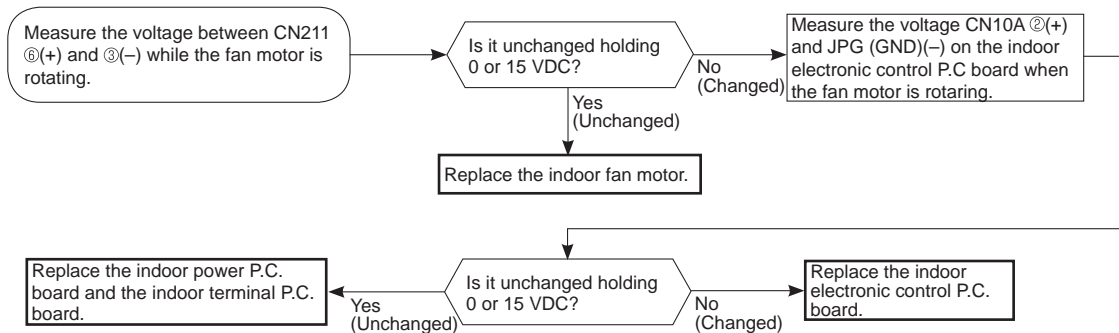 Measure the voltage between CN211
⑥(+) and ③(–) while the fan motor is
rotating.
Is it unchanged holding
0 or 15 VDC?
No
(Changed)
Measure the voltage CN10A ②(+)
and JPG (GND)(–) on the indoor
electronic control P.C board when
the fan motor is rotaring.
Yes
(Unchanged)
Replace the indoor fan motor.
Is it unchanged holding
0 or 15 VDC?
Yes
(Unchanged)
Replace the indoor power P.C.
board and the indoor terminal P.C.
board.
No
(Changed)
Replace the indoor
electronic control P.C.
board.